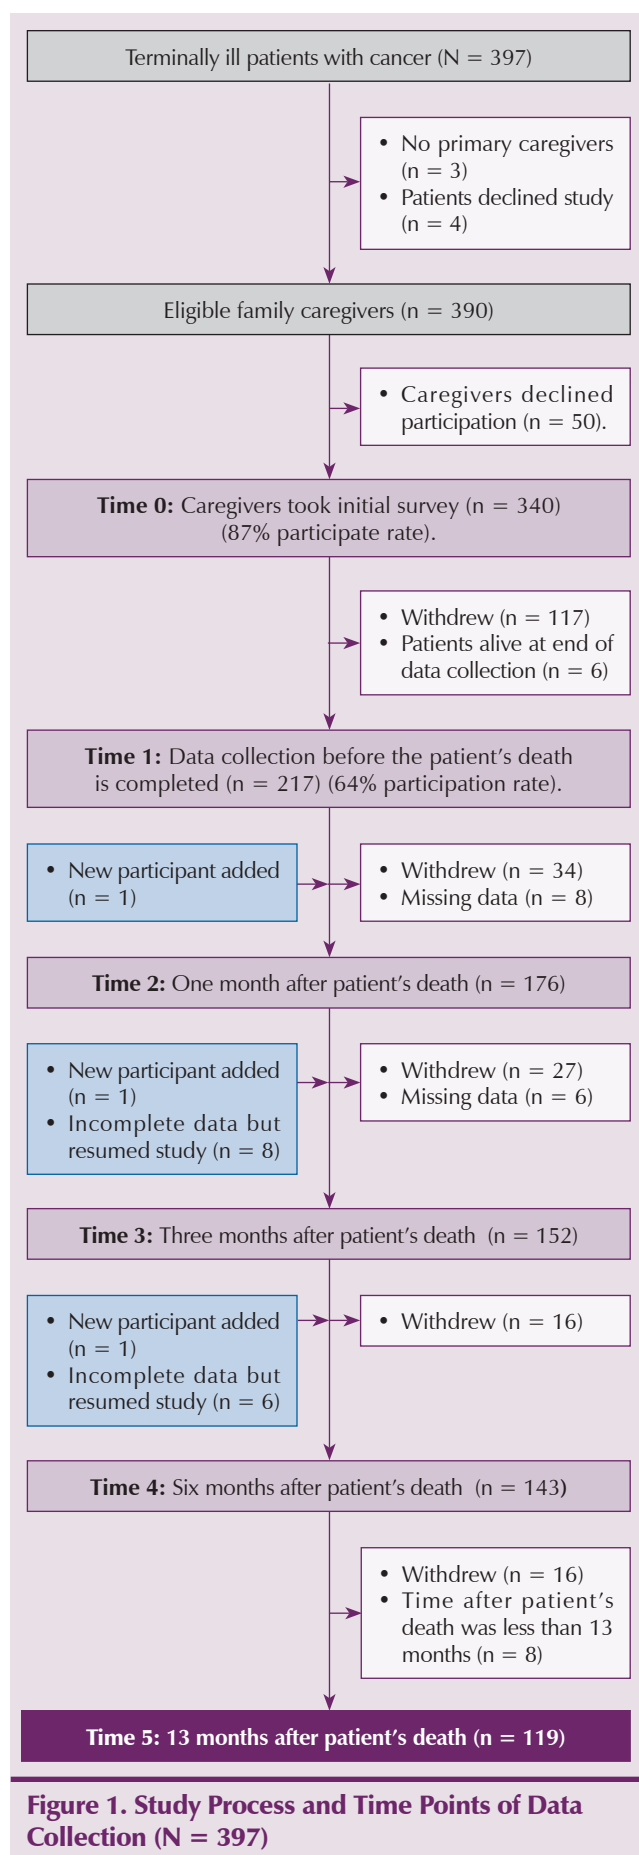 Terminally ill patients with cancer (N = 397)
• No primary caregivers
(n = 3)
• Patients declined study
(n = 4)
Eligible family caregivers (n = 390)
• Caregivers declined
participation (n = 50).
Time 0: Caregivers took initial survey (n = 340)
(87% participate rate).
• Withdrew (n = 117)
• Patients alive at end of
data collection (n = 6)
Time 1: Data collection before the patient’s death
is completed (n = 217) (64% participation rate).
• New participant added
(n = 1)
• Withdrew (n = 34)
• Missing data (n = 8)
Time 2: One month after patient’s death (n = 176)
• New participant added
(n = 1)
• Incomplete data but
resumed study (n = 8)
• Withdrew (n = 27)
• Missing data (n = 6)
Time 3: Three months after patient’s death (n = 152)
• New participant added
(n = 1)
• Incomplete data but
resumed study (n = 6)
• Withdrew (n = 16)
Time 4: Six months after patient’s death (n = 143)
• Withdrew (n = 16)
• Time after patient’s
death was less than 13
months (n = 8)
Time 5: 13 months after patient’s death (n = 119)
Figure 1. Study Process and Time Points of Data
Collection (N = 397)